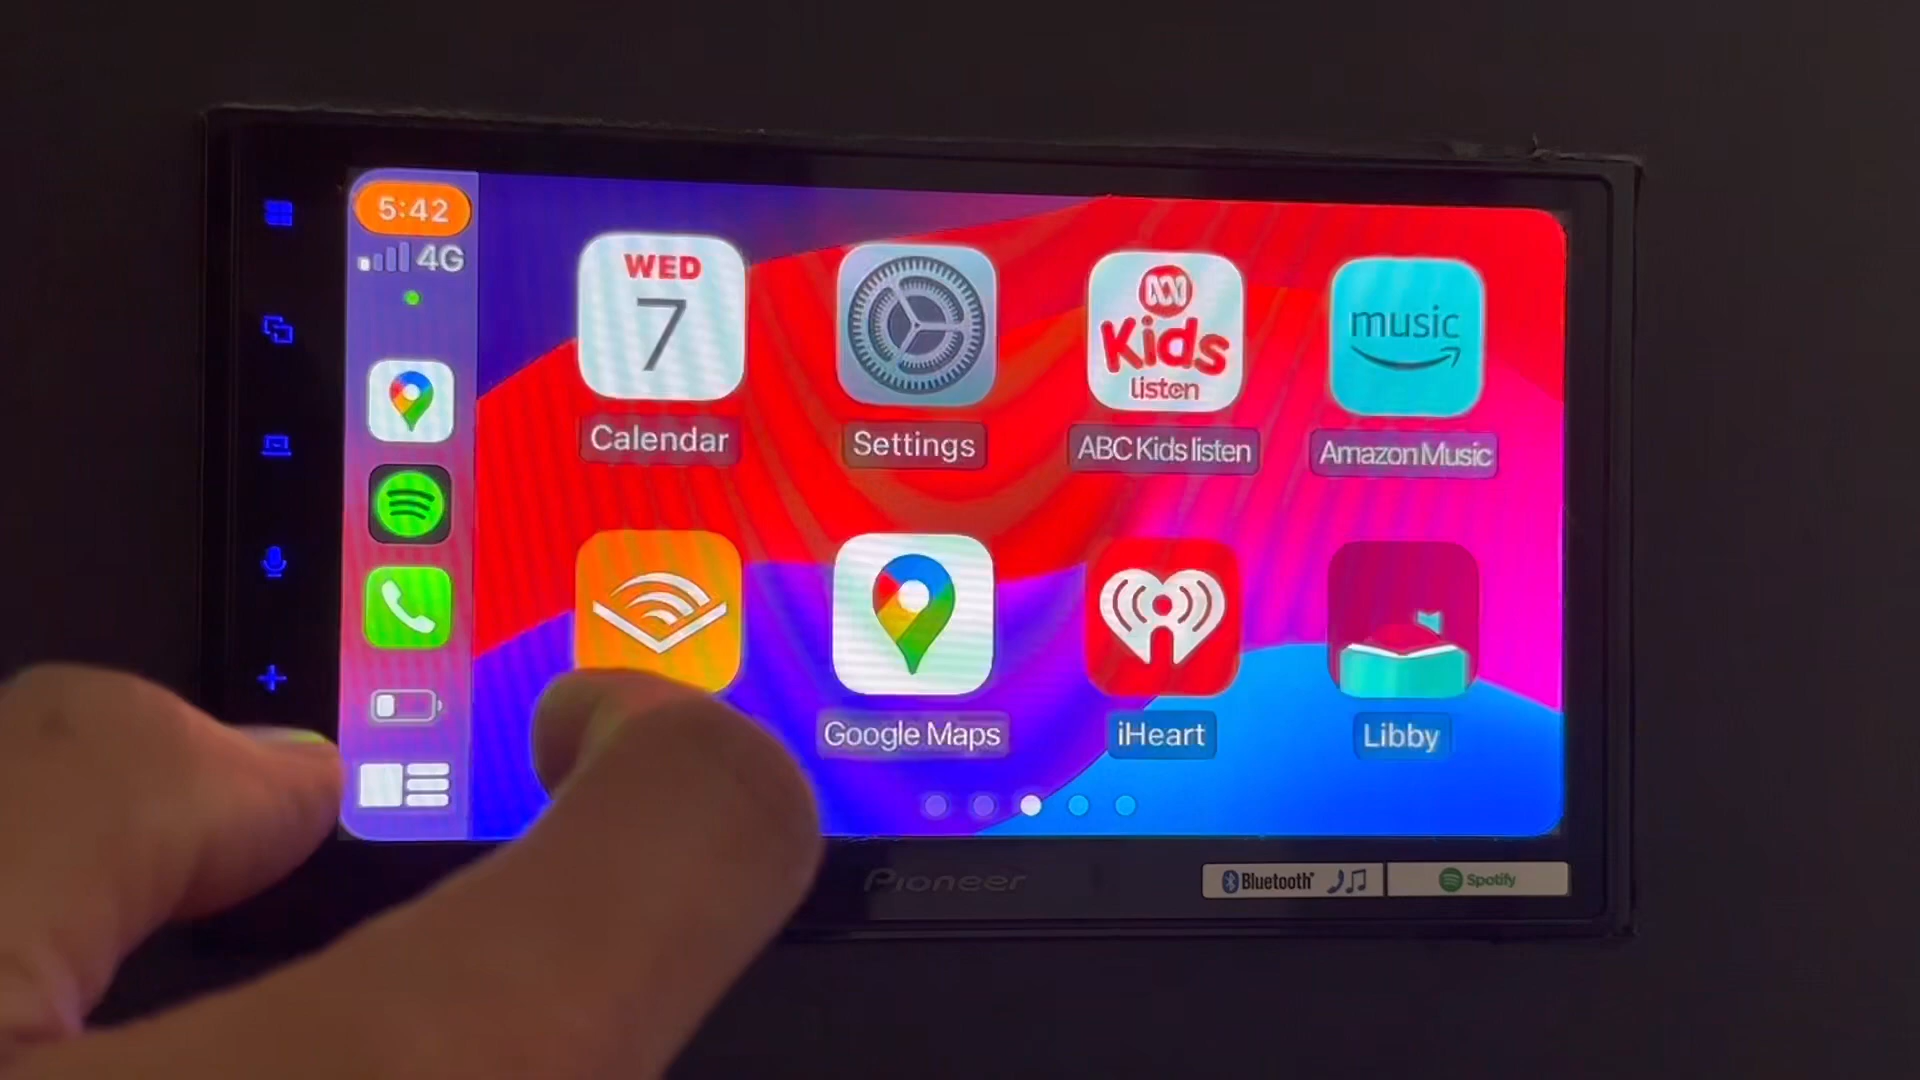 5:42
4G
WED
7
Calendar
Settings
Kids
listen
ABC Kids listen
music
Amazon Music
Google Maps
iHeart
Libby
Pioneer
Bluetooth
Spotify